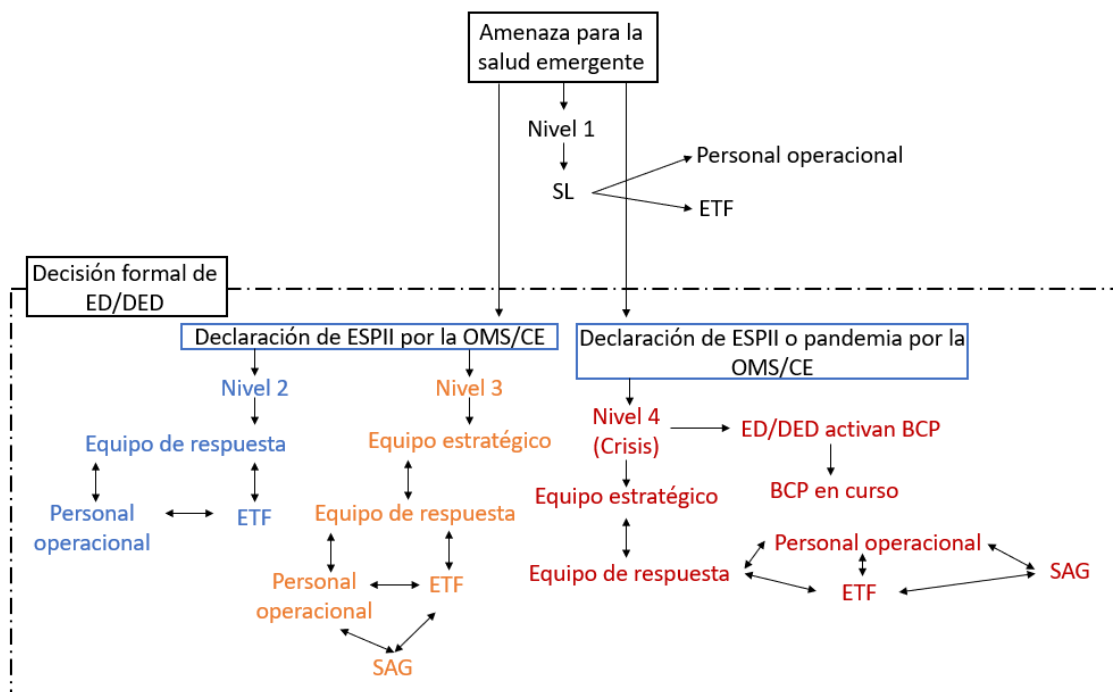 Amenaza para la
salud emergente
Nivel 1
Personal operacional
SL
ETF
Decisión formal de
ED/DED
Declaración de ESPII por la OMS/CE
Declaración de ESPII o pandemia por la
OMS/CE
Nivel 2
Nivel 3
Nivel 4
(Crisis)
ED/DED activan BCP
Equipo de respuesta
Equipo estratégico
BCP en curso
Equipo estratégico
Personal
operacional
ETF
Equipo de respuesta
Personal operacional
Equipo de respuesta
SAG
ETF
Personal
operacional
ETF
SAG